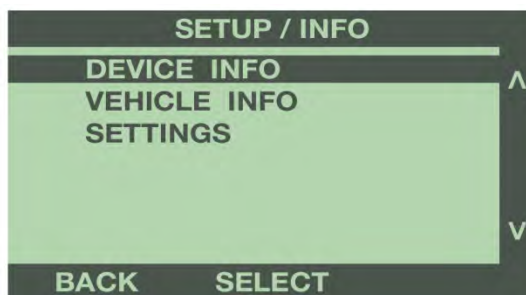 SETUP / INFO
DEVICE INFO
VEHICLE INFO
SETTINGS
BACK SELECT